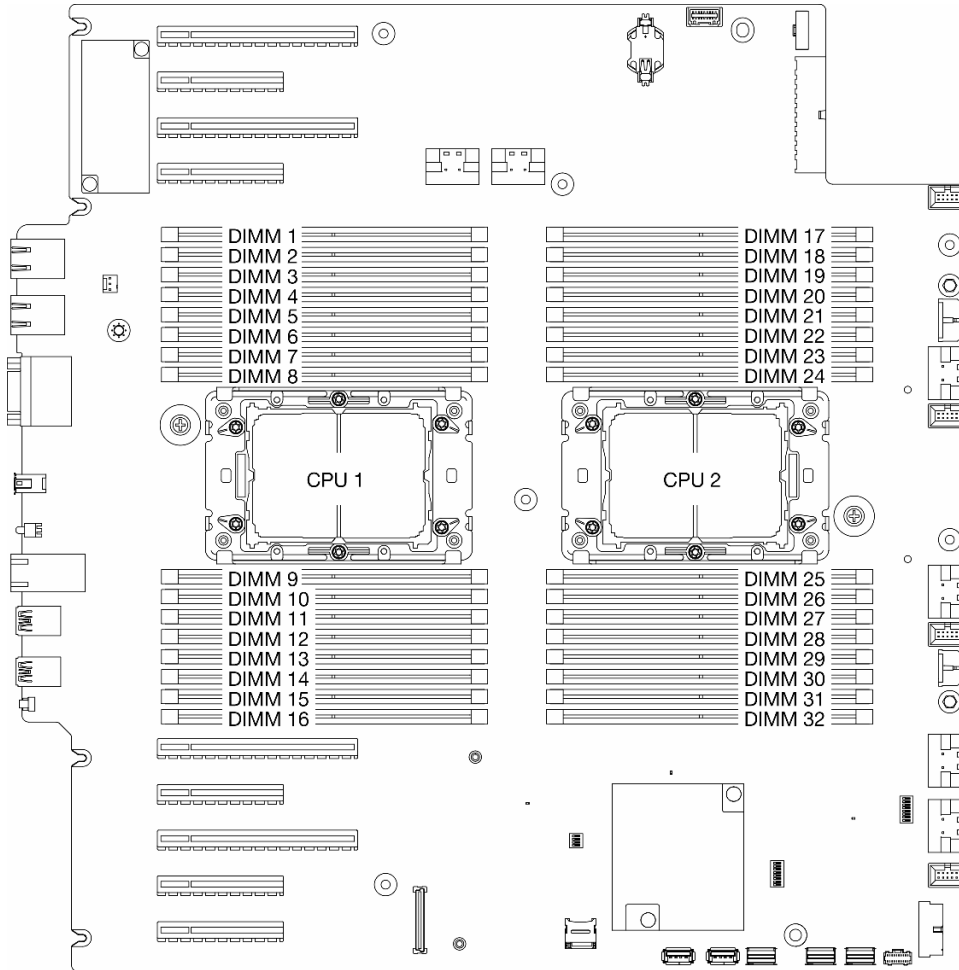 DIMM 1
DIMM 2
DIMM 3
DIMM 4
DIMM 5
DIMM 6
DIMM 7
DIMM 8
DIMM 17
DIMM 18
DIMM 19
DIMM 20
DIMM 21
DIMM 22
DIMM 23
DIMM 24
CPU 1
CPU 2
DIMM 9
DIMM 10
DIMM 11
DIMM 12
DIMM 13
DIMM 14
DIMM 15
DIMM 16
DIMM 25
DIMM 26
DIMM 27
DIMM 28
DIMM 29
DIMM 30
DIMM 31
DIMM 32